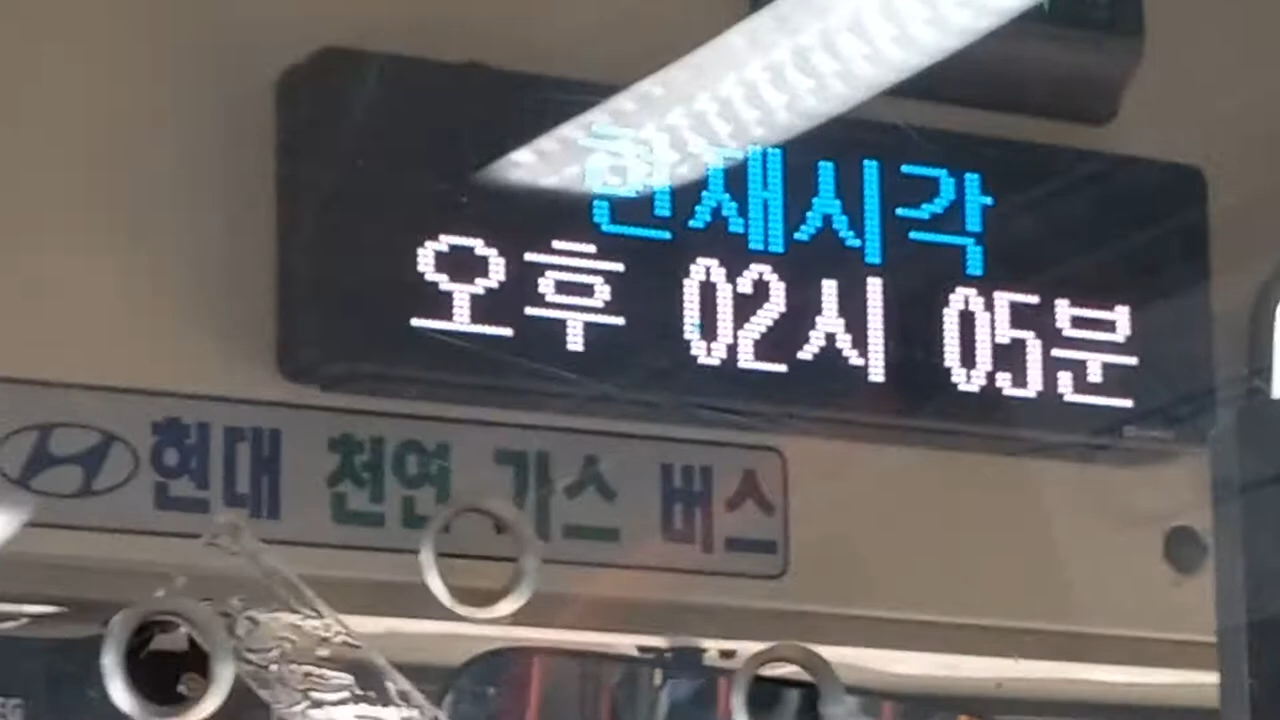 현재시각
오후 02시 05분
현대 천연 가스 버스